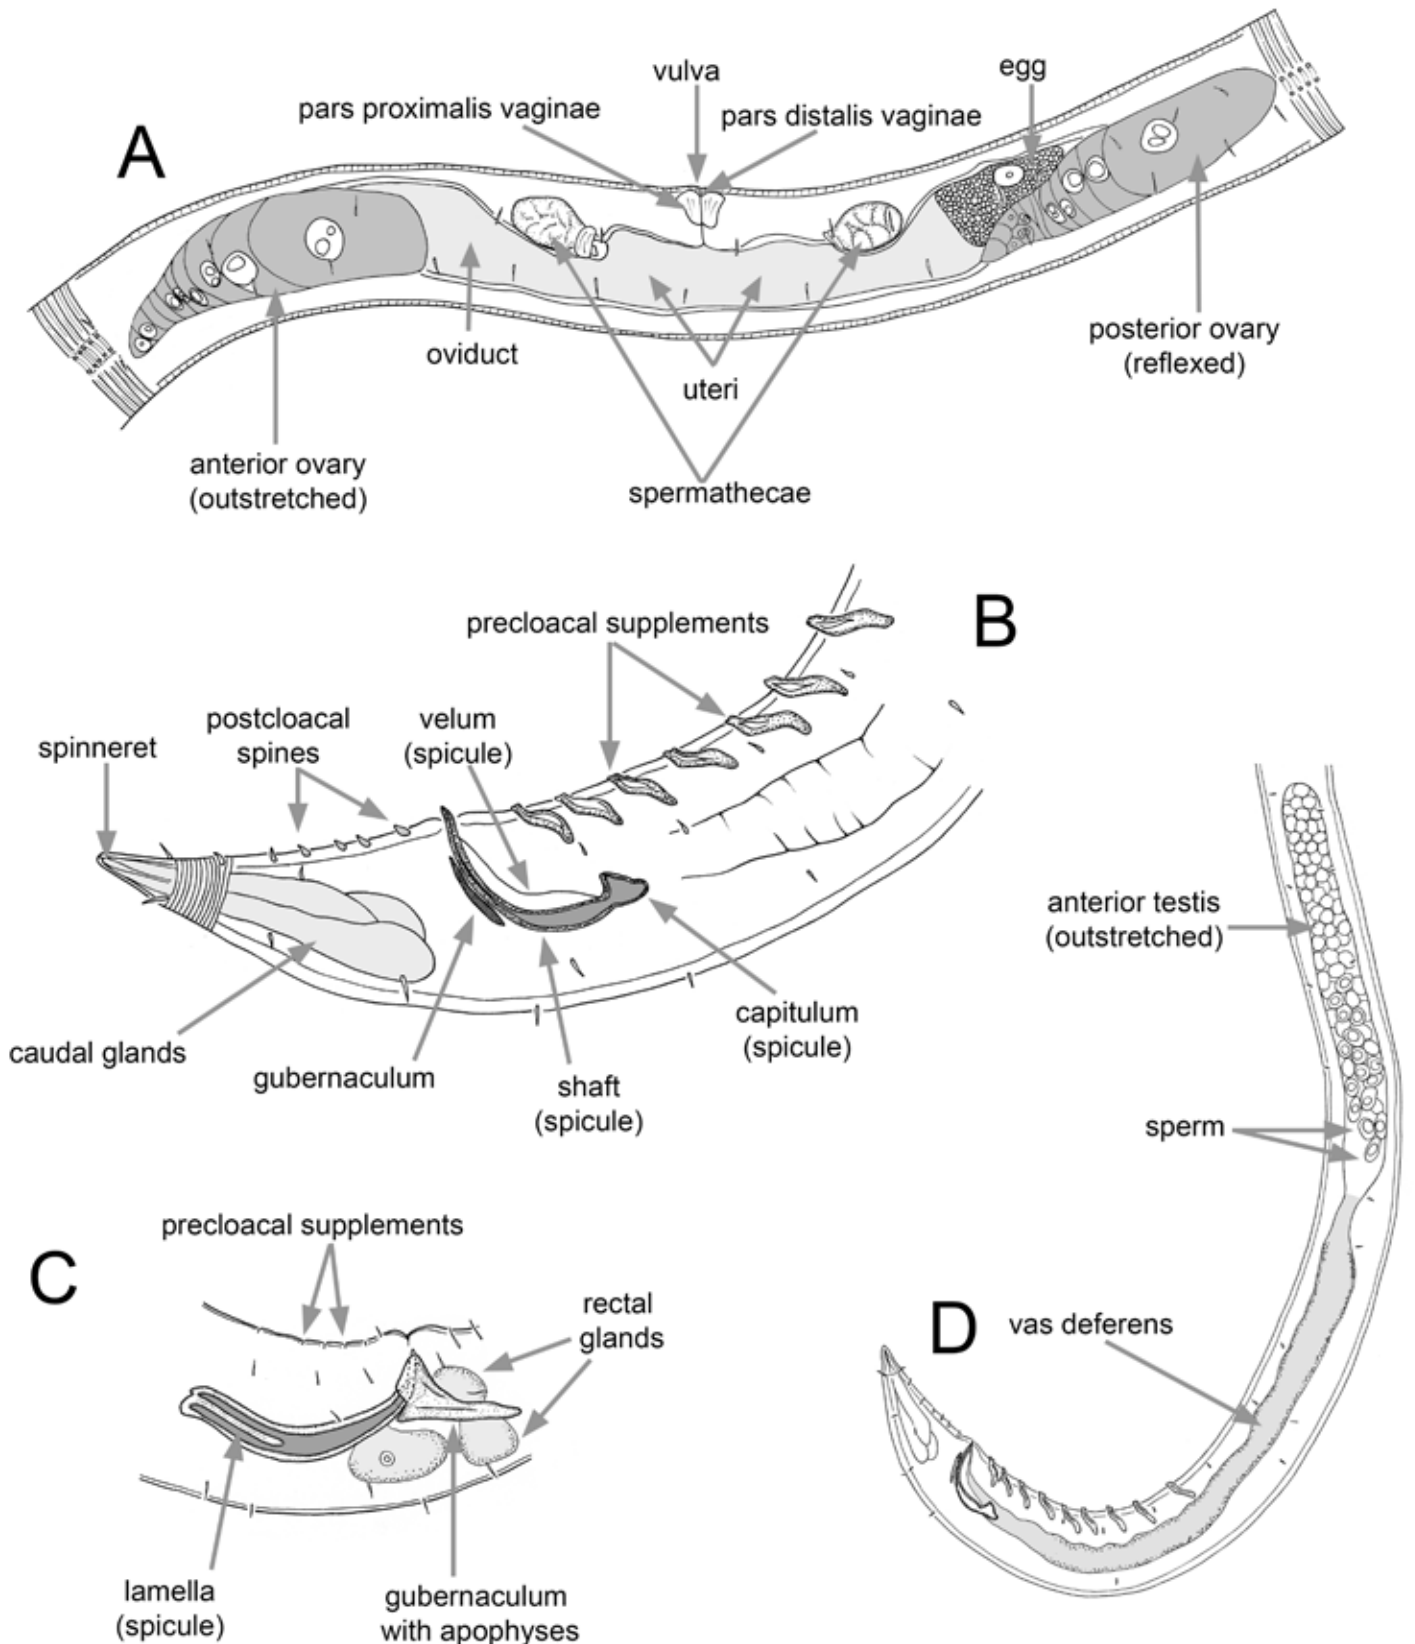 A
vulva
egg
pars proximalis vaginae
pars distalis vaginae
oviduct
uteri
posterior ovary
(reflexed)
anterior ovary
(outstretched)
spermathecae
B
precloacal supplements
postcloacal
spines
velum
(spicule)
spinneret
caudal glands
gubernaculum
shaft
(spicule)
capitulum
(spicule)
anterior testis
(outstretched)
sperm
C
precloacal supplements
rectal
glands
lamella
(spicule)
gubernaculum
with apophyses
D
vas deferens